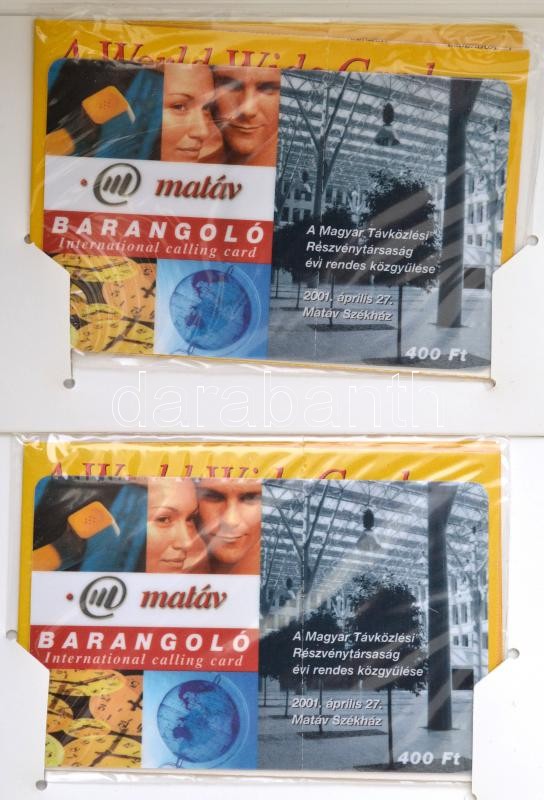 A World Wide Card
matáv
BARANGOLÓ
International calling card
A Magyar Távközlési
Részvénytársaság
évi rendes közgyűlése
2001. április 27.
Matáv Székház
400 Ft
darabanth
A World Wide Card
matáv
BARANGOLÓ
International calling card
A Magyar Távközlési
Részvénytársaság
évi rendes közgyűlése
2001. április 27.
Matáv Székház
400 Ft